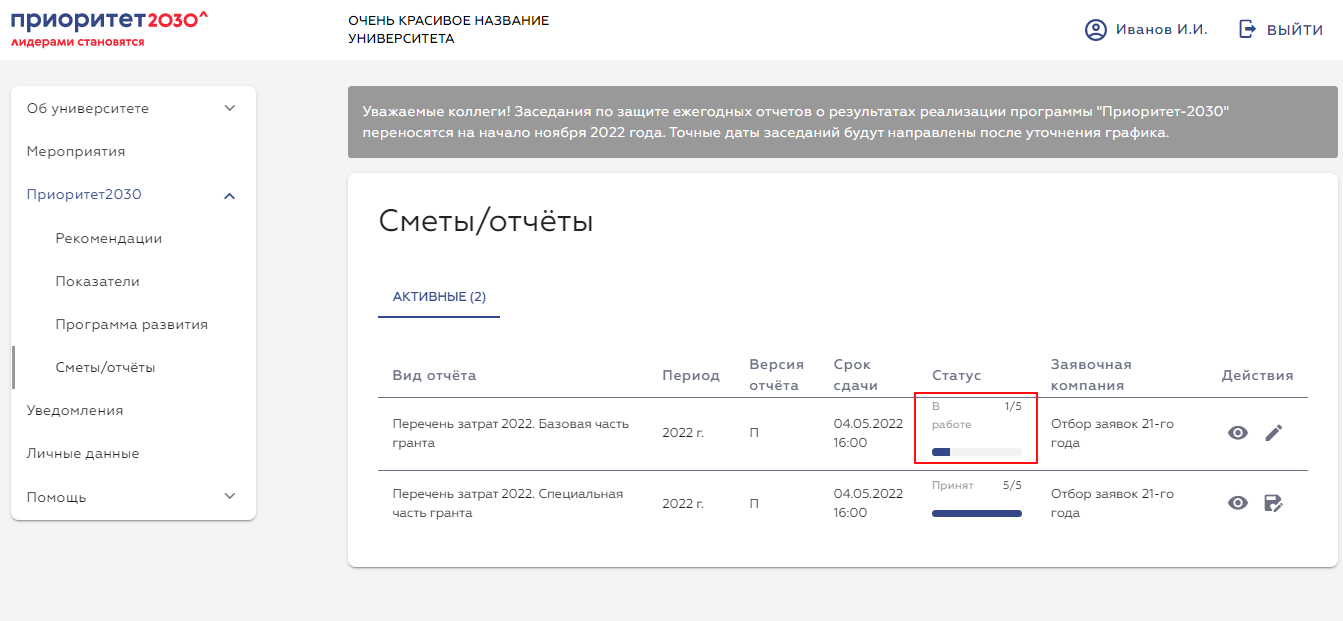 приоритет2030^
лидерами становятся
ОЧЕНЬ КРАСИВОЕ НАЗВАНИЕ
УНИВЕРСИТЕТА
Иванов И.И.
ВЫЙТИ
Об университете
Мероприятия
Приоритет2030
Рекомендации
Показатели
Программа развития
Сметы/отчёты
Уведомления
Личные данные
Помощь
Уважаемые коллеги! Заседания по защите ежегодных отчетов о результатах реализации программы "Приоритет-2030"
переносятся на начало ноября 2022 года. Точные даты заседаний будут направлены после уточнения графика.
Сметы/отчёты
АКТИВНЫЕ (2)
Вид отчёта
Период
Версия
отчёта
Срок
сдачи
Статус
Заявочная
компания
Действия
Перечень затрат 2022. Базовая часть
гранта
2022 г.
П
04.05.2022
16:00
В
работе
1/5
Отбор заявок 21-го
года
Перечень затрат 2022. Специальная
часть гранта
2022 г.
П
04.05.2022
16:00
Принят
5/5
Отбор заявок 21-го
года